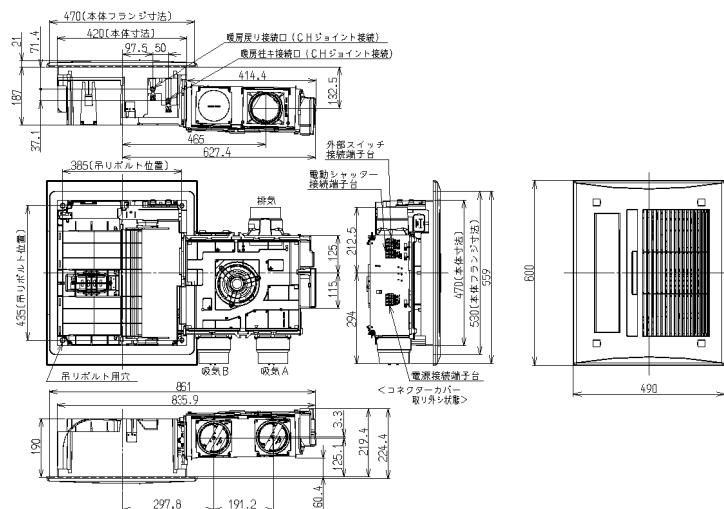 470(本体フランジ寸法)
420(本体寸法)
97.5 50
暖房戻り接続口(CHジョイント接続)
暖房往キ接続口(CHジョイント接続)
414.4
21
71.4
187
37.1
132.5
465
627.4
385(吊りボルト位置)
外部スイッチ
接続端子台
電動シャッター
接続端子台
排気
435(吊りボルト位置)
125
115
212.5
294
470(本体寸法)
530(本体フランジ寸法)
559
600
吊りボルト用穴
吸気B
吸気A
電源接続端子台
<コネクターカバー
取り外シ状態>
490
861
835.9
190
3.3
125.1
219.4
224.4
60.4
297.8
191.2